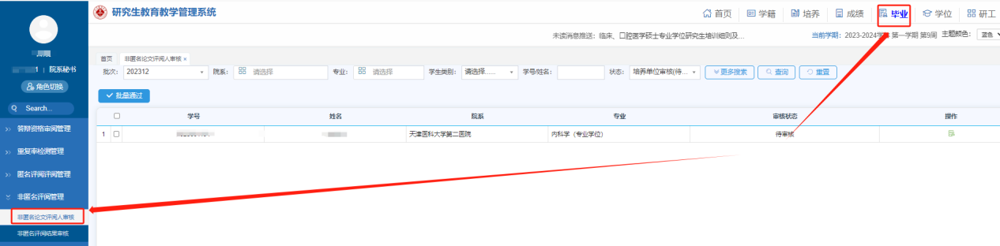 研究生教育教学管理系统
首页 学籍 培养 成绩 毕业 学位 研工
未读消息推送：临床、口腔医学硕士专业学位研究生培训细则及...
当前学期：2023-2024学年 第一学期 第9周 主题颜色：蓝色
1 | 院系秘书
角色切换
Search...
答辩资格审阅管理
重复率检测管理
匿名评阅评阅管理
非匿名评阅管理
非匿名论文评阅人审核
非匿名评阅结果审核
首页 非匿名论文评阅人审核 ×
批次： 202312 院系： 请选择 专业： 请选择 学生类别： 请选择...... 学号/姓名： 状态： 培养单位审核(待... 更多搜索 查询 重置
批量通过
学号 姓名 院系 专业 审核状态 操作
1 天津医科大学第二医院 内科学（专业学位） 待审核